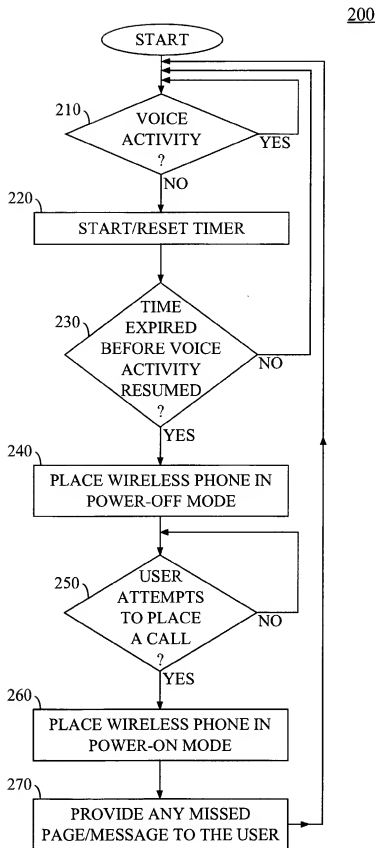 200
START
210
VOICE
ACTIVITY
?
YES
NO
220
START/RESET TIMER
230
TIME
EXPIRED
BEFORE VOICE
ACTIVITY
RESUMED
?
NO
YES
240
PLACE WIRELESS PHONE IN
POWER-OFF MODE
250
USER
ATTEMPTS
TO PLACE
A CALL
?
NO
YES
260
PLACE WIRELESS PHONE IN
POWER-ON MODE
270
PROVIDE ANY MISSED
PAGE/MESSAGE TO THE USER